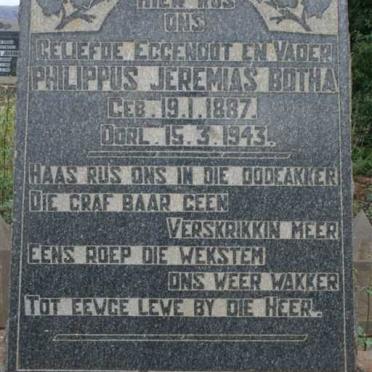 HIER RUS
ONS
GELIEFDE EGGENOOT EN VADER
PHILIPPUS JEREMIAS BOTHA
GEB. 19.1.1887.
OORL. 15.3.1943.
HAAS RUS ONS IN DIE DODEAKKER
DIE GRAF BAAR GEEN
VERSKRIKKIN MEER
EENS ROEP DIE WEKSTEM
ONS WEER WAKKER
TOT EEWGE LEWE BY DIE HEER.